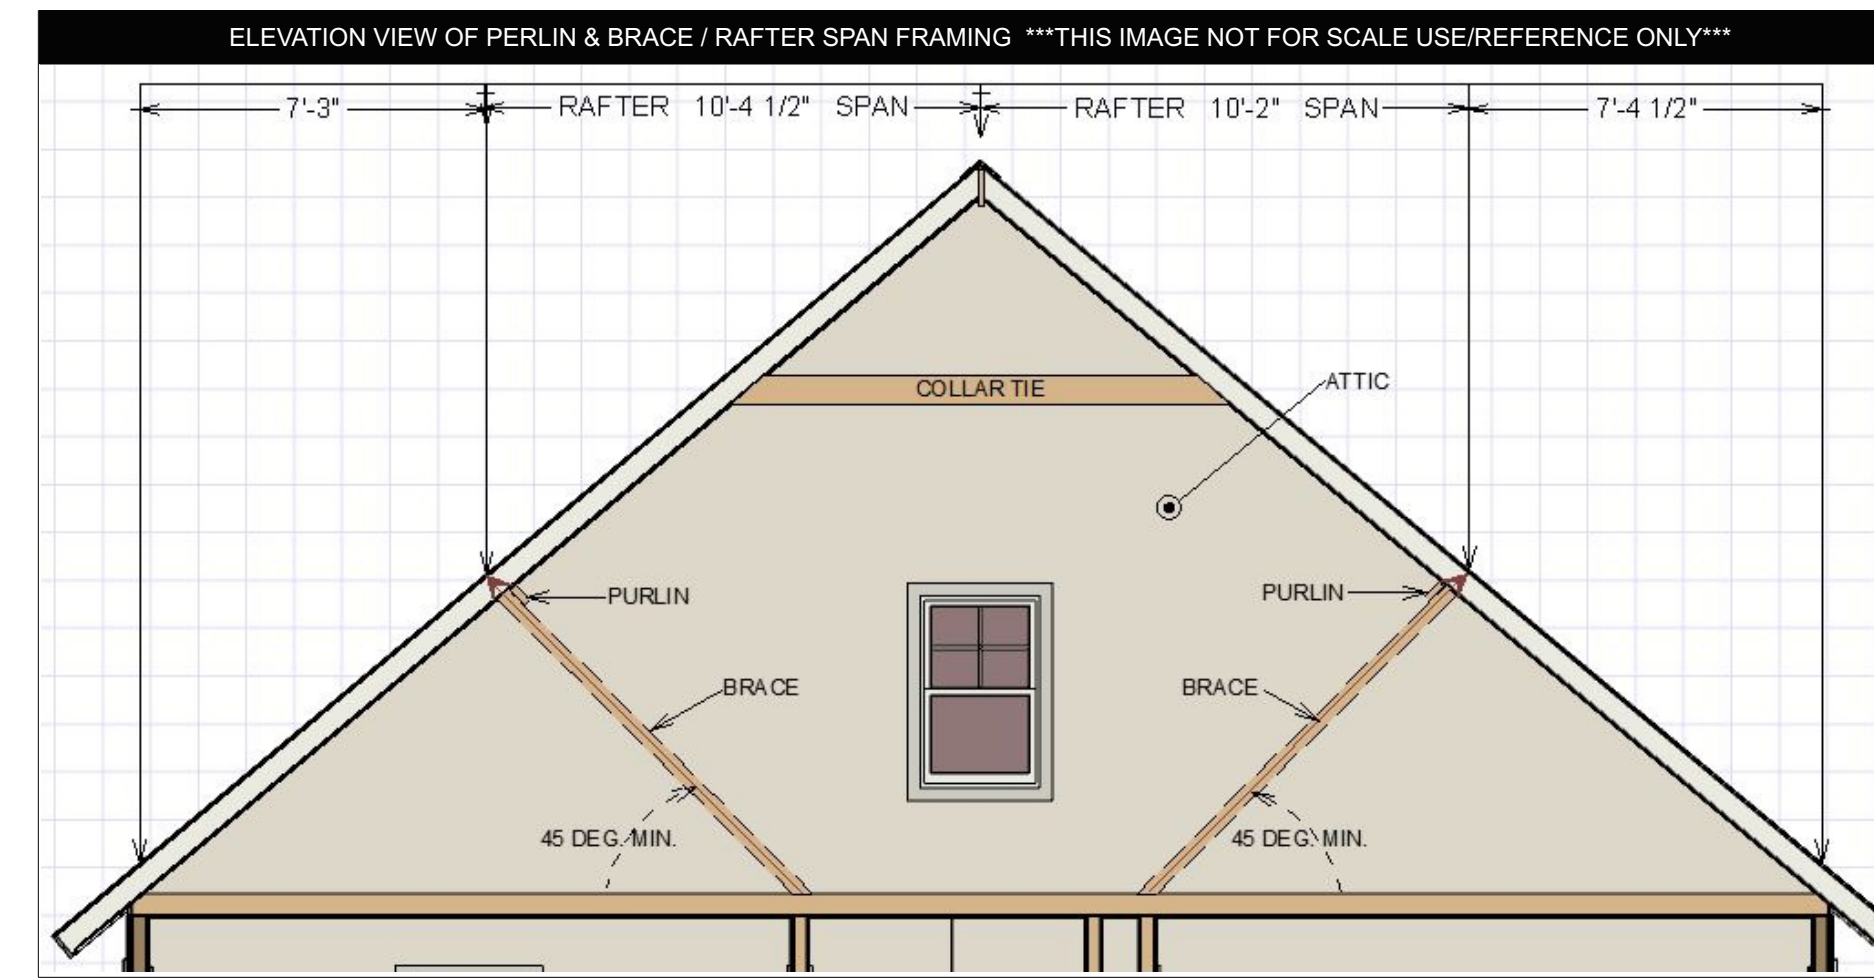 ELEVATION VIEW OF PERLIN & BRACE / RAFTER SPAN FRAMING ***THIS IMAGE NOT FOR SCALE USE/REFERENCE ONLY***
7'-3" RAFTER 10'-4 1/2" SPAN RAFTER 10'-2" SPAN 7'-4 1/2"
COLLAR TIE
ATTIC
PURLIN
PURLIN
BRACE
BRACE
45 DEG. MIN.
45 DEG. MIN.